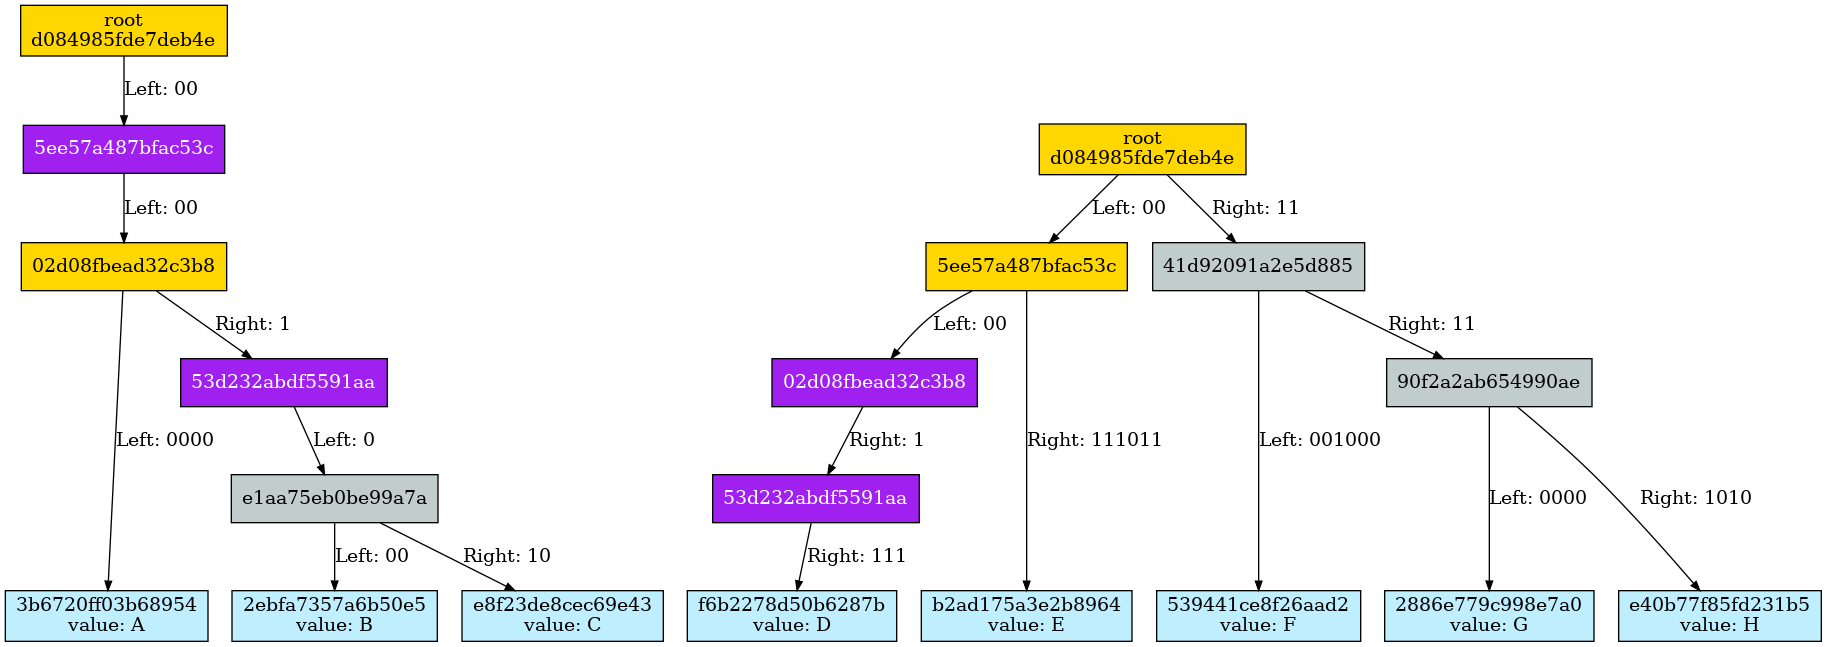 root
d084985fde7deb4e
Left: 00
5ee57a487bfac53c
Left: 00
02d08fbead32c3b8
Right: 1
53d232abdf5591aa
Left: 0000
Left: 0
e1aa75eb0be99a7a
Left: 00
Right: 10
3b6720ff03b68954
value: A
2ebfa7357a6b50e5
value: B
e8f23de8cec69e43
value: C
root
d084985fde7deb4e
Left: 00
Right: 11
5ee57a487bfac53c
41d92091a2e5d885
Left: 00
Right: 11
02d08fbead32c3b8
90f2a2ab654990ae
Right: 1
Right: 111011
Left: 001000
Left: 0000
Right: 1010
53d232abdf5591aa
Right: 111
f6b2278d50b6287b
value: D
b2ad175a3e2b8964
value: E
539441ce8f26aad2
value: F
2886e779c998e7a0
value: G
e40b77f85fd231b5
value: H